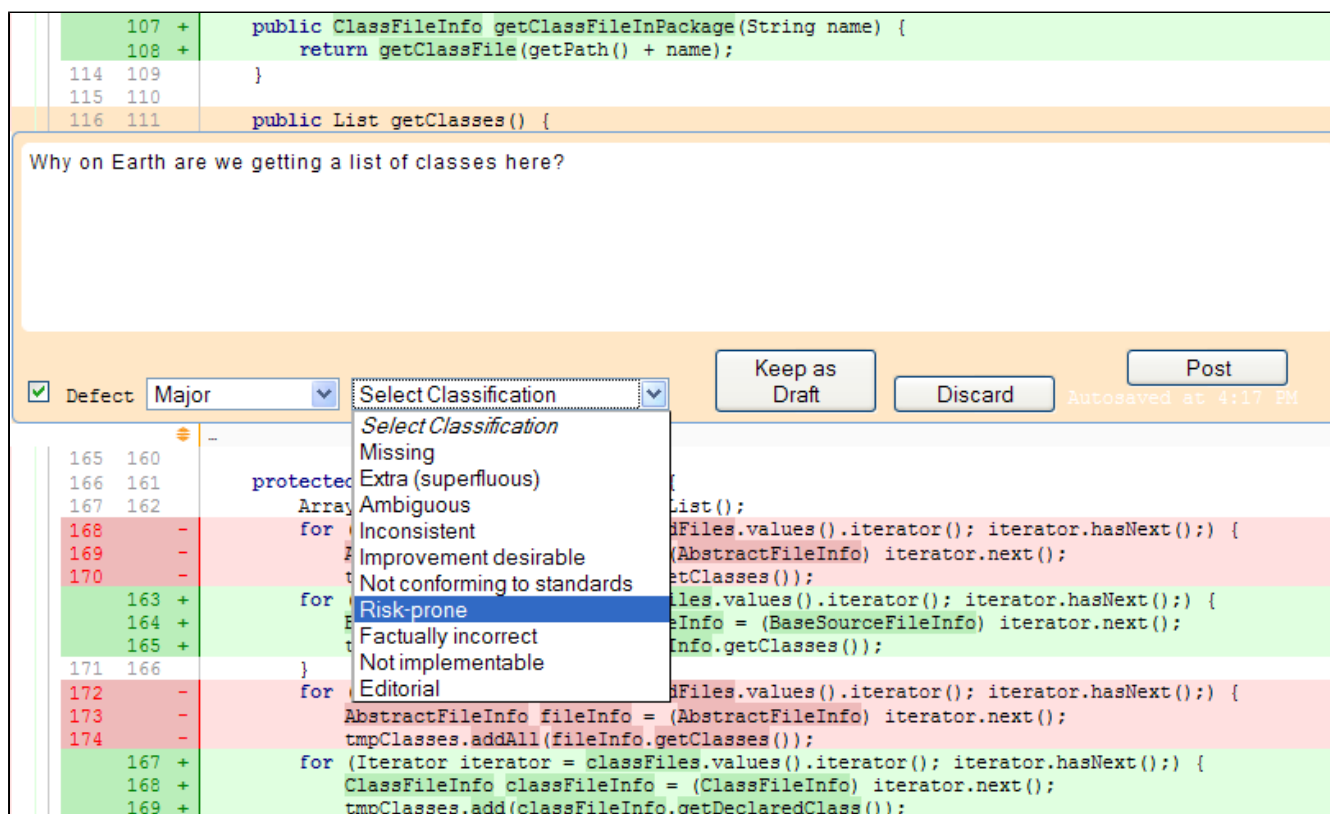 107 + public ClassFileInfo getClassFileInPackage(String name) {
108 + return getClassFile(getPath() + name);
114 109 }
115 110
116 111 public List getClasses() {
Why on Earth are we getting a list of classes here?
Defect Major Select Classification Keep as Draft Discard Post
Autosaved at 4:17 PM
Select Classification
Missing
Extra (superfluous)
Ambiguous
Inconsistent
Improvement desirable
Not conforming to standards
Risk-prone
Factually incorrect
Not implementable
Editorial
...
165 160
166 161 protected {
167 162 Array List();
168 - for dFiles.values().iterator(); iterator.hasNext();) {
169 - (AbstractFileInfo) iterator.next();
170 - etClasses());
163 + for iles.values().iterator(); iterator.hasNext();) {
164 + eInfo = (BaseSourceFileInfo) iterator.next();
165 + Info.getClasses());
171 166 }
172 - for dFiles.values().iterator(); iterator.hasNext();) {
173 - AbstractFileInfo fileInfo = (AbstractFileInfo) iterator.next();
174 - tmpClasses.addAll(fileInfo.getClasses());
167 + for (Iterator iterator = classFiles.values().iterator(); iterator.hasNext();) {
168 + ClassFileInfo classFileInfo = (ClassFileInfo) iterator.next();
169 + tmpClasses.add(classFileInfo.getDeclaredClass());